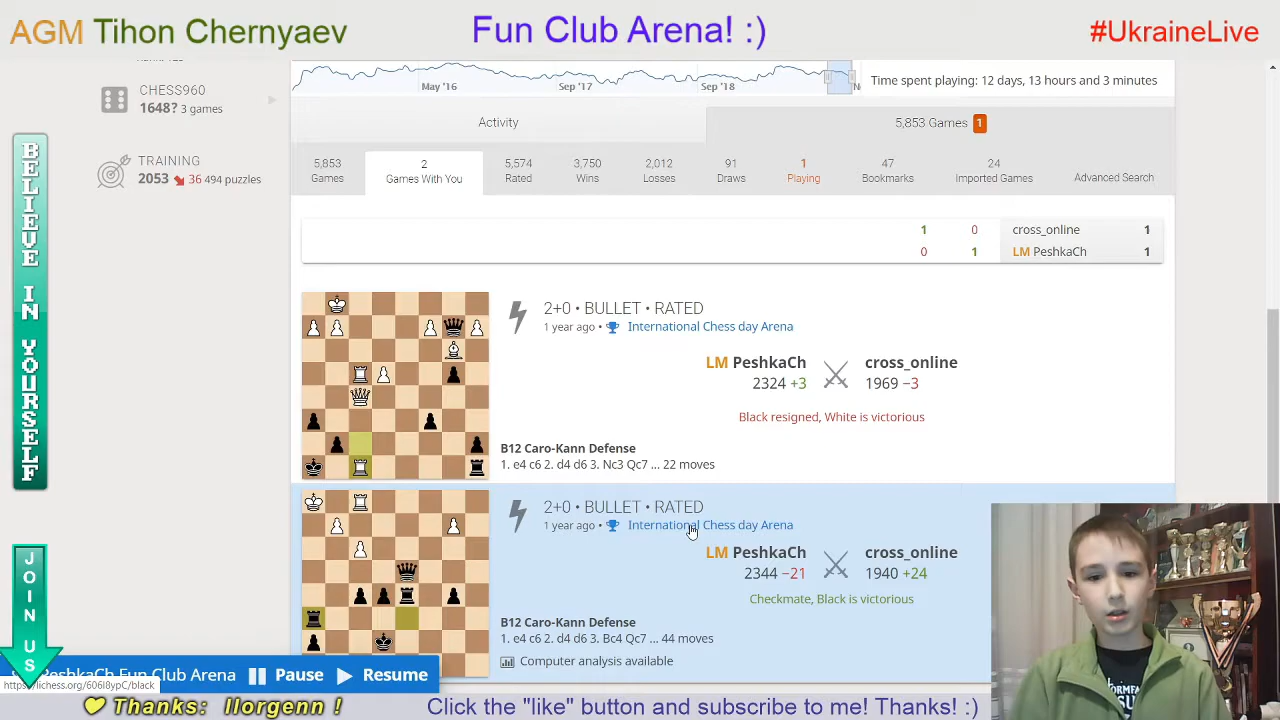 AGM Tihon Chernyaev
Fun Club Arena! :)
#UkraineLive
CHESS960
1648? 3 games
TRAINING
2053 36 494 puzzles
May '16
Sep '17
Sep '18
Time spent playing: 12 days, 13 hours and 3 minutes
Activity
5,853 Games 1
5,853 Games
2 Games With You
5,574 Rated
3,750 Wins
2,012 Losses
91 Draws
1 Playing
47 Bookmarks
24 Imported Games
Advanced Search
1 0 cross_online 1
0 1 LM PeshkaCh 1
2+0 • BULLET • RATED
1 year ago • International Chess day Arena
LM PeshkaCh cross_online
2324 +3 1969 −3
Black resigned, White is victorious
B12 Caro-Kann Defense
1. e4 c6 2. d4 d6 3. Nc3 Qc7 ... 22 moves
2+0 • BULLET • RATED
1 year ago • International Chess day Arena
LM PeshkaCh cross_online
2344 −21 1940 +24
Checkmate, Black is victorious
B12 Caro-Kann Defense
1. e4 c6 2. d4 d6 3. Bc4 Qc7 ... 44 moves
Computer analysis available
BELIEVE IN YOURSELF
JOIN US
PeshkaCh Fun Club Arena Pause Resume
https://lichess.org/606I8ypC/black
Thanks: llorgenn !
Click the "like" button and subscribe to me! Thanks! :)